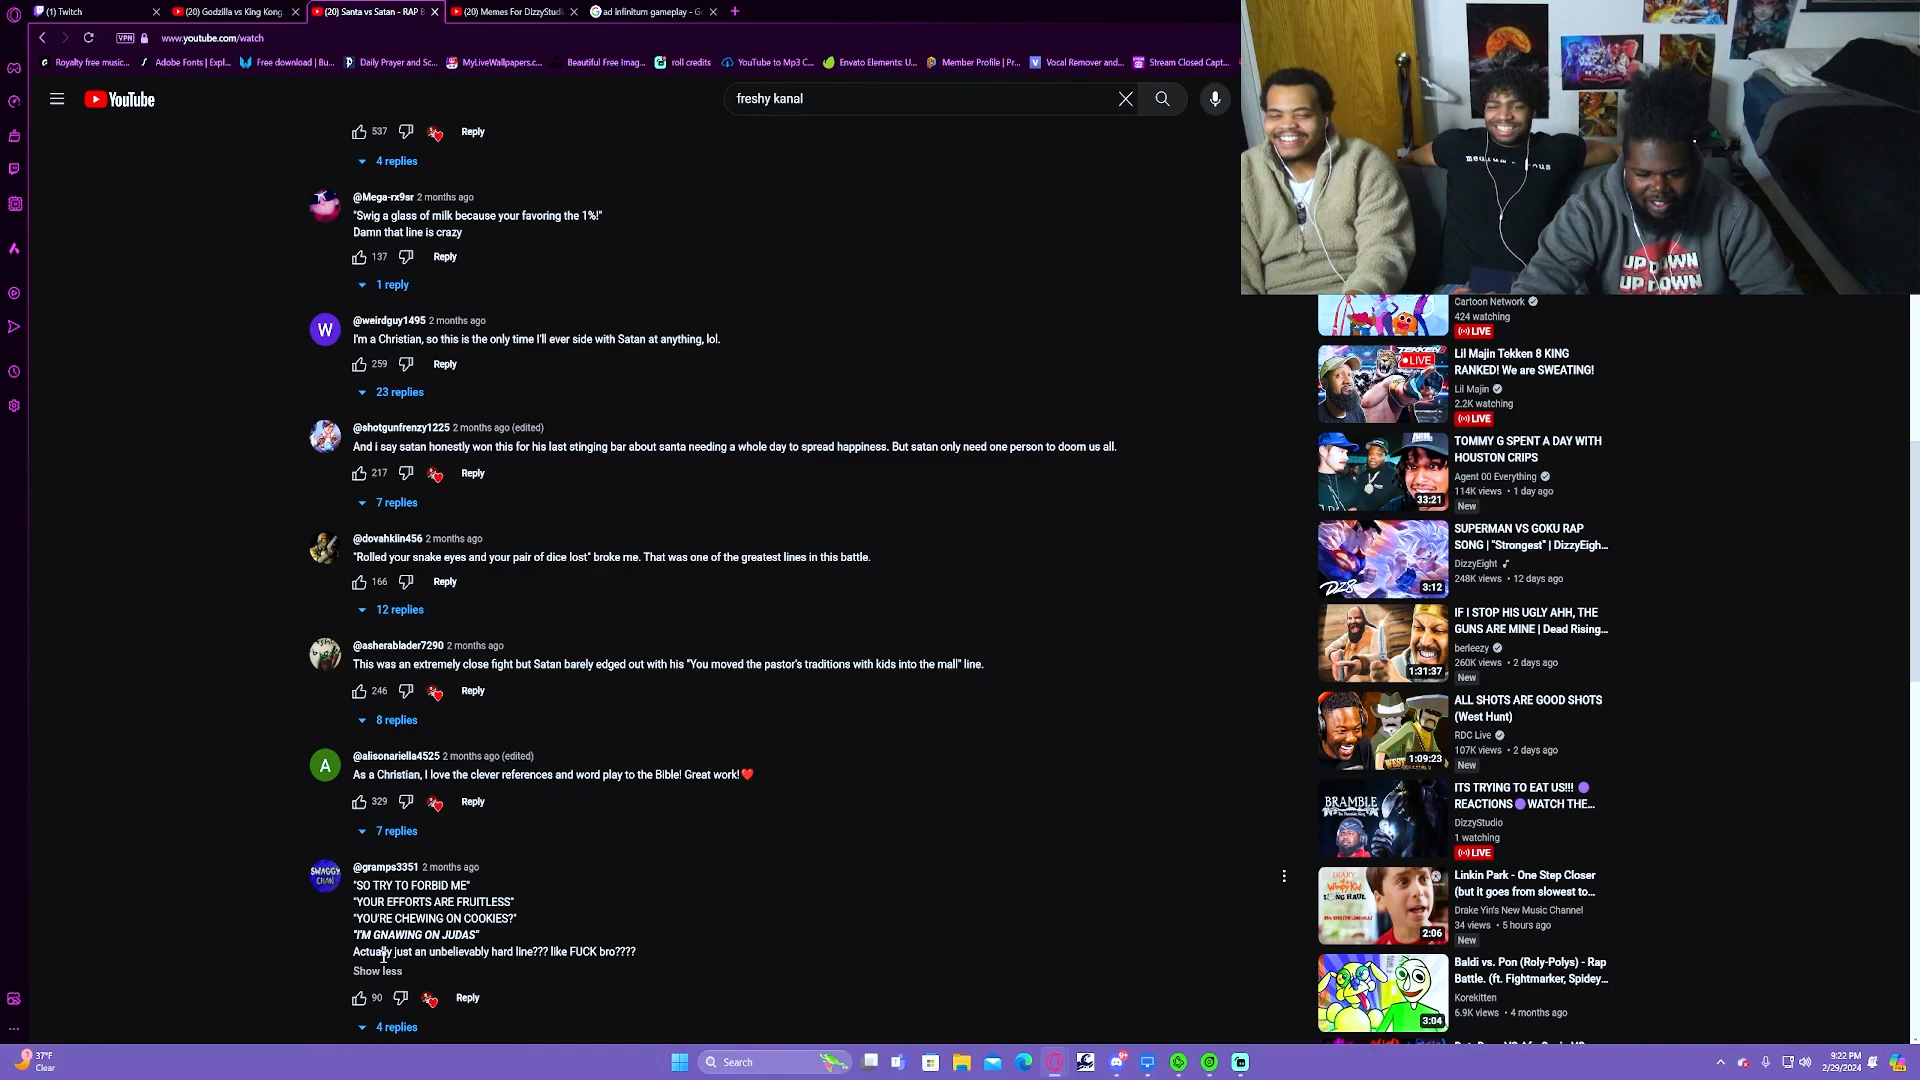 (1) Twitch
(20) Godzilla vs King Kong
(20) Santa vs Satan - RAP B
(20) Memes For DizzyStudi
ad infinitum gameplay - Go
VPN
www.youtube.com/watch
Royalty free music...
Adobe Fonts | Expl...
Free download | Bu...
Daily Prayer and Sc...
MyLiveWallpapers.c...
Beautiful Free Imag...
roll credits
YouTube to Mp3 C...
Envato Elements: U...
Member Profile | Pr...
Vocal Remover and...
Stream Closed Capt...
YouTube
freshy kanal
537
Reply
4 replies
@Mega-rx9sr 2 months ago
"Swig a glass of milk because your favoring the 1%!"
Damn that line is crazy
137
Reply
1 reply
W
@weirdguy1495 2 months ago
I'm a Christian, so this is the only time I'll ever side with Satan at anything, lol.
259
Reply
23 replies
@shotgunfrenzy1225 2 months ago (edited)
And i say satan honestly won this for his last stinging bar about santa needing a whole day to spread happiness. But satan only need one person to doom us all.
217
Reply
7 replies
@dovahkiin456 2 months ago
"Rolled your snake eyes and your pair of dice lost" broke me. That was one of the greatest lines in this battle.
166
Reply
12 replies
@asherablader7290 2 months ago
This was an extremely close fight but Satan barely edged out with his "You moved the pastor's traditions with kids into the mall" line.
246
Reply
8 replies
A
@alisonariella4525 2 months ago (edited)
As a Christian, I love the clever references and word play to the Bible! Great work!❤️
329
Reply
7 replies
SWAGGY
CHAN
@gramps3351 2 months ago
"SO TRY TO FORBID ME"
"YOUR EFFORTS ARE FRUITLESS"
"YOU'RE CHEWING ON COOKIES?"
"I'M GNAWING ON JUDAS"
Actually just an unbelievably hard line??? like FUCK bro????
Show less
90
Reply
4 replies
UP DOWN
UP DOWN
Cartoon Network
424 watching
LIVE
LIVE
Lil Majin Tekken 8 KING
RANKED! We are SWEATING!
Lil Majin
2.2K watching
LIVE
33:21
TOMMY G SPENT A DAY WITH
HOUSTON CRIPS
Agent 00 Everything
114K views • 1 day ago
New
DZ8
3:12
SUPERMAN VS GOKU RAP
SONG | "Strongest" | DizzyEigh...
DizzyEight
248K views • 12 days ago
1:31:37
IF I STOP HIS UGLY AHH, THE
GUNS ARE MINE | Dead Rising...
berleezy
260K views • 2 days ago
New
1:09:23
ALL SHOTS ARE GOOD SHOTS
(West Hunt)
RDC Live
107K views • 2 days ago
New
BRAMBLE
ITS TRYING TO EAT US!!!
REACTIONS WATCH THE...
DizzyStudio
1 watching
LIVE
DIARY
Wimpy Kid
LONG HAUL
2:06
Linkin Park - One Step Closer
(but it goes from slowest to...
Drake Yin's New Music Channel
34 views • 5 hours ago
New
3:04
Baldi vs. Pon (Roly-Polys) - Rap
Battle. (ft. Fightmarker, Spidey...
Korekitten
6.9K views • 4 months ago
1
37°F
Clear
Search
9:22 PM
2/29/2024